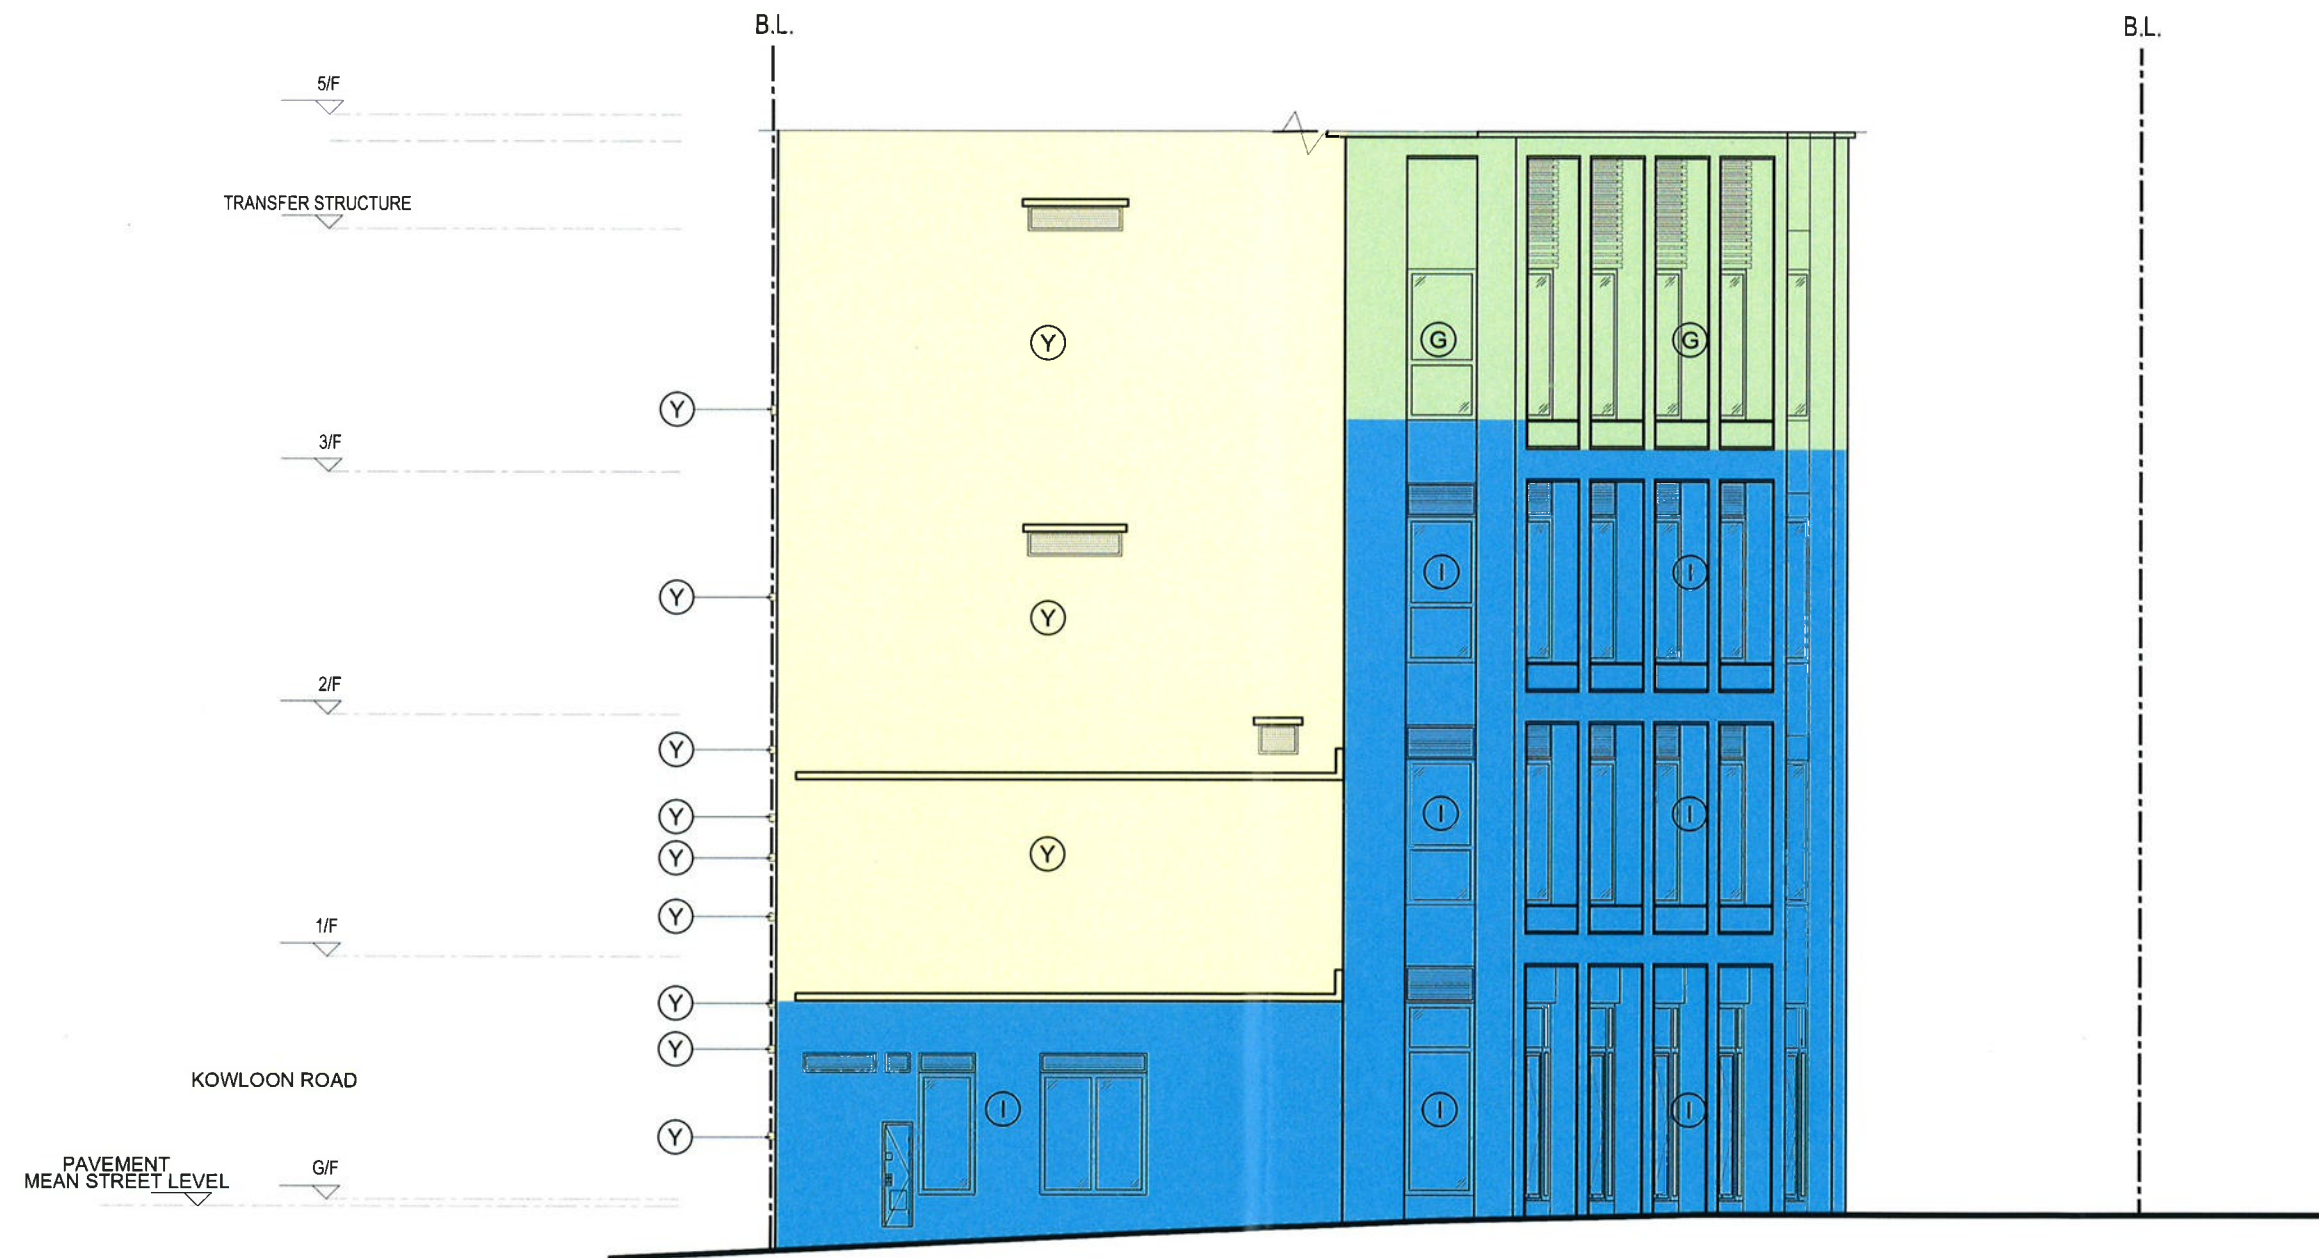 B.L.
B.L.
5/F
TRANSFER STRUCTURE
Y
G
G
Y
3/F
I
I
Y
Y
2/F
Y
Y
I
I
Y
Y
Y
1/F
Y
Y
KOWLOON ROAD
I
I
I
Y
PAVEMENT
MEAN STREET LEVEL
G/F